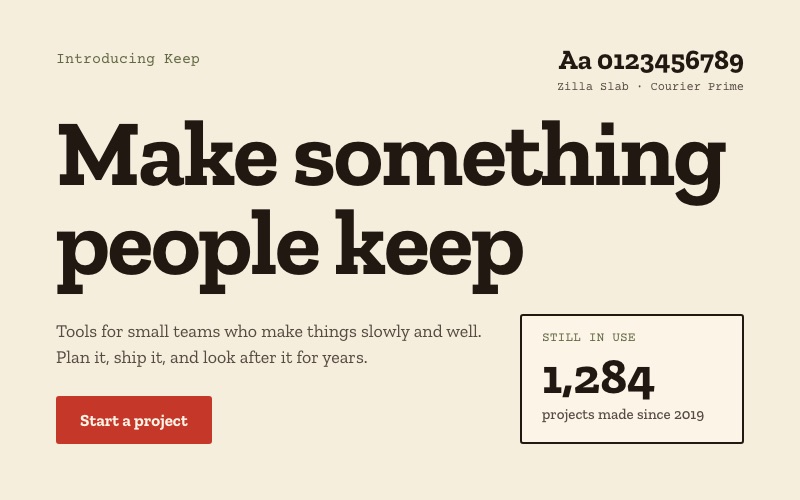 Introducing Keep
Aa 0123456789
Zilla Slab · Courier Prime
Make something
people keep
Tools for small teams who make things slowly and well.
Plan it, ship it, and look after it for years.
Start a project
STILL IN USE
1,284
projects made since 2019